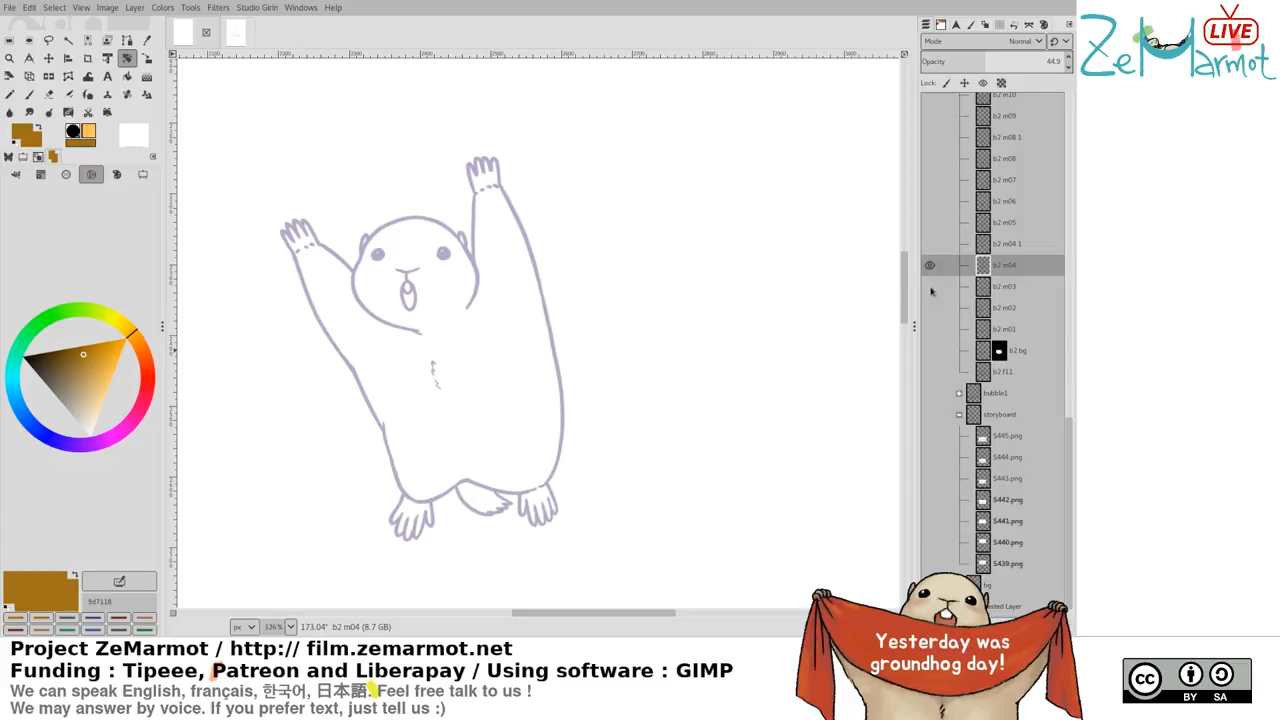 File Edit Select View Image Layer Colors Tools Filters Studio Girin Windows Help
ZeMarmot
LIVE
Mode Normal
Opacity 44.9
Lock:
b2 m10
b2 m09
b2 m08 1
b2 m08
b2 m07
b2 m06
b2 m05
b2 m04 1
b2 m04
b2 m03
b2 m02
b2 m01
b2 bg
b2 f11
bubble1
storyboard
S445.png
S444.png
S443.png
S442.png
S441.png
S440.png
S439.png
bg
9d7118
px 126% 173.04° b2 m04 (8.7 GB)
Project ZeMarmot / http:// film.zemarmot.net
Funding : Tipeee, Patreon and Liberapay / Using software : GIMP
We can speak English, français, 한국어, 日本語. Feel free talk to us !
We may answer by voice. If you prefer text, just tell us :)
Yesterday was
groundhog day!
cc
BY SA